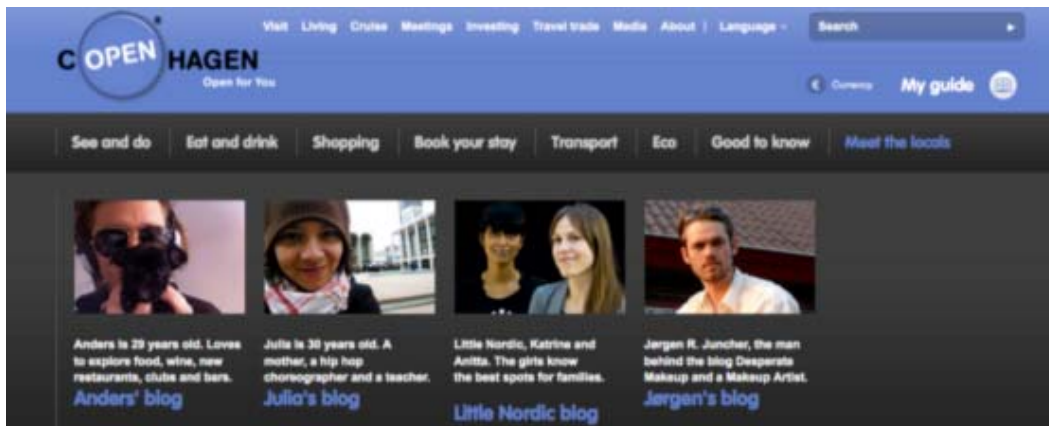 Visit Living Cruise Meetings Investing Travel trade Media About | Language
Search
C OPEN HAGEN
Open for You
Currency My guide
See and do Eat and drink Shopping Book your stay Transport Eco Good to know Meet the locals
Anders is 29 years old. Loves
to explore food, wine, new
restaurants, clubs and bars.
Anders' blog
Julia is 30 years old. A
mother, a hip hop
choreographer and a teacher.
Julia's blog
Little Nordic, Katrine and
Anitta. The girls know
the best spots for families.
Little Nordic blog
Jørgen R. Juncher, the man
behind the blog Desperate
Makeup and a Makeup Artist.
Jørgen's blog